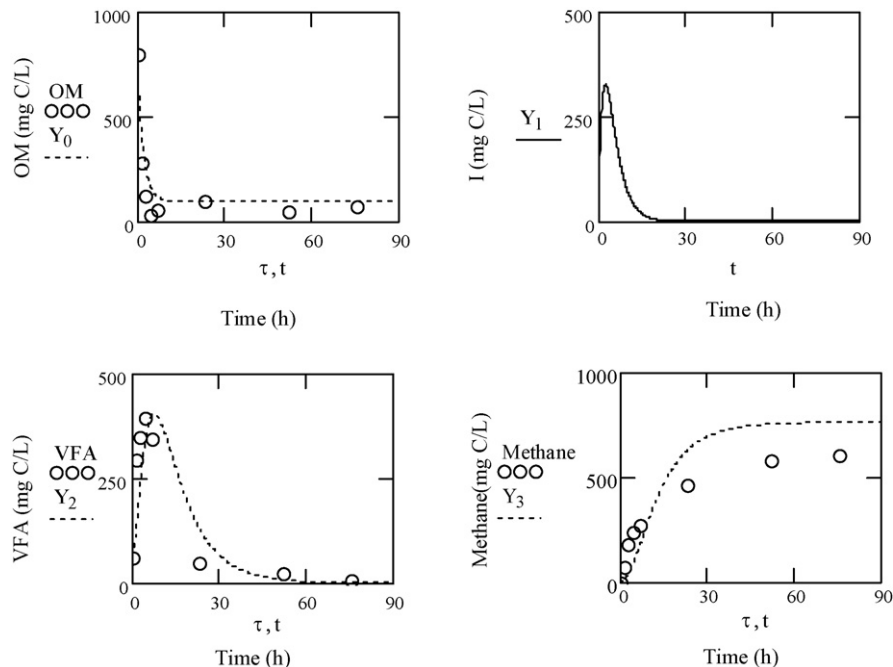 1000
500
0
0
30
60
90
OM (mg C/L)
OM
Y0
τ, t
Time (h)
500
250
0
0
30
60
90
I (mg C/L)
Y1
t
Time (h)
500
250
0
0
30
60
90
VFA (mg C/L)
VFA
Y2
τ, t
Time (h)
1000
500
0
0
30
60
90
Methane(mg C/L)
Methane
Y3
τ, t
Time (h)